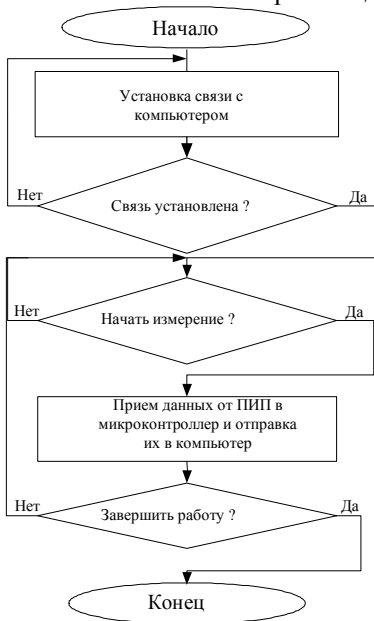 Начало
Установка связи с
компьютером
Нет
Да
Связь установлена ?
Нет
Да
Начать измерение ?
Прием данных от ПИП в
микроконтроллер и отправка
их в компьютер
Нет
Да
Завершить работу ?
Конец